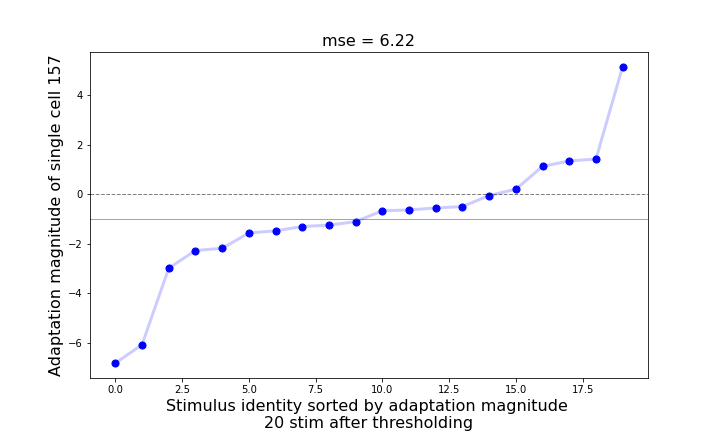 mse = 6.22
Adaptation magnitude of single cell 157
4
2
0
−2
−4
−6
0.0 2.5 5.0 7.5 10.0 12.5 15.0 17.5
Stimulus identity sorted by adaptation magnitude
20 stim after thresholding